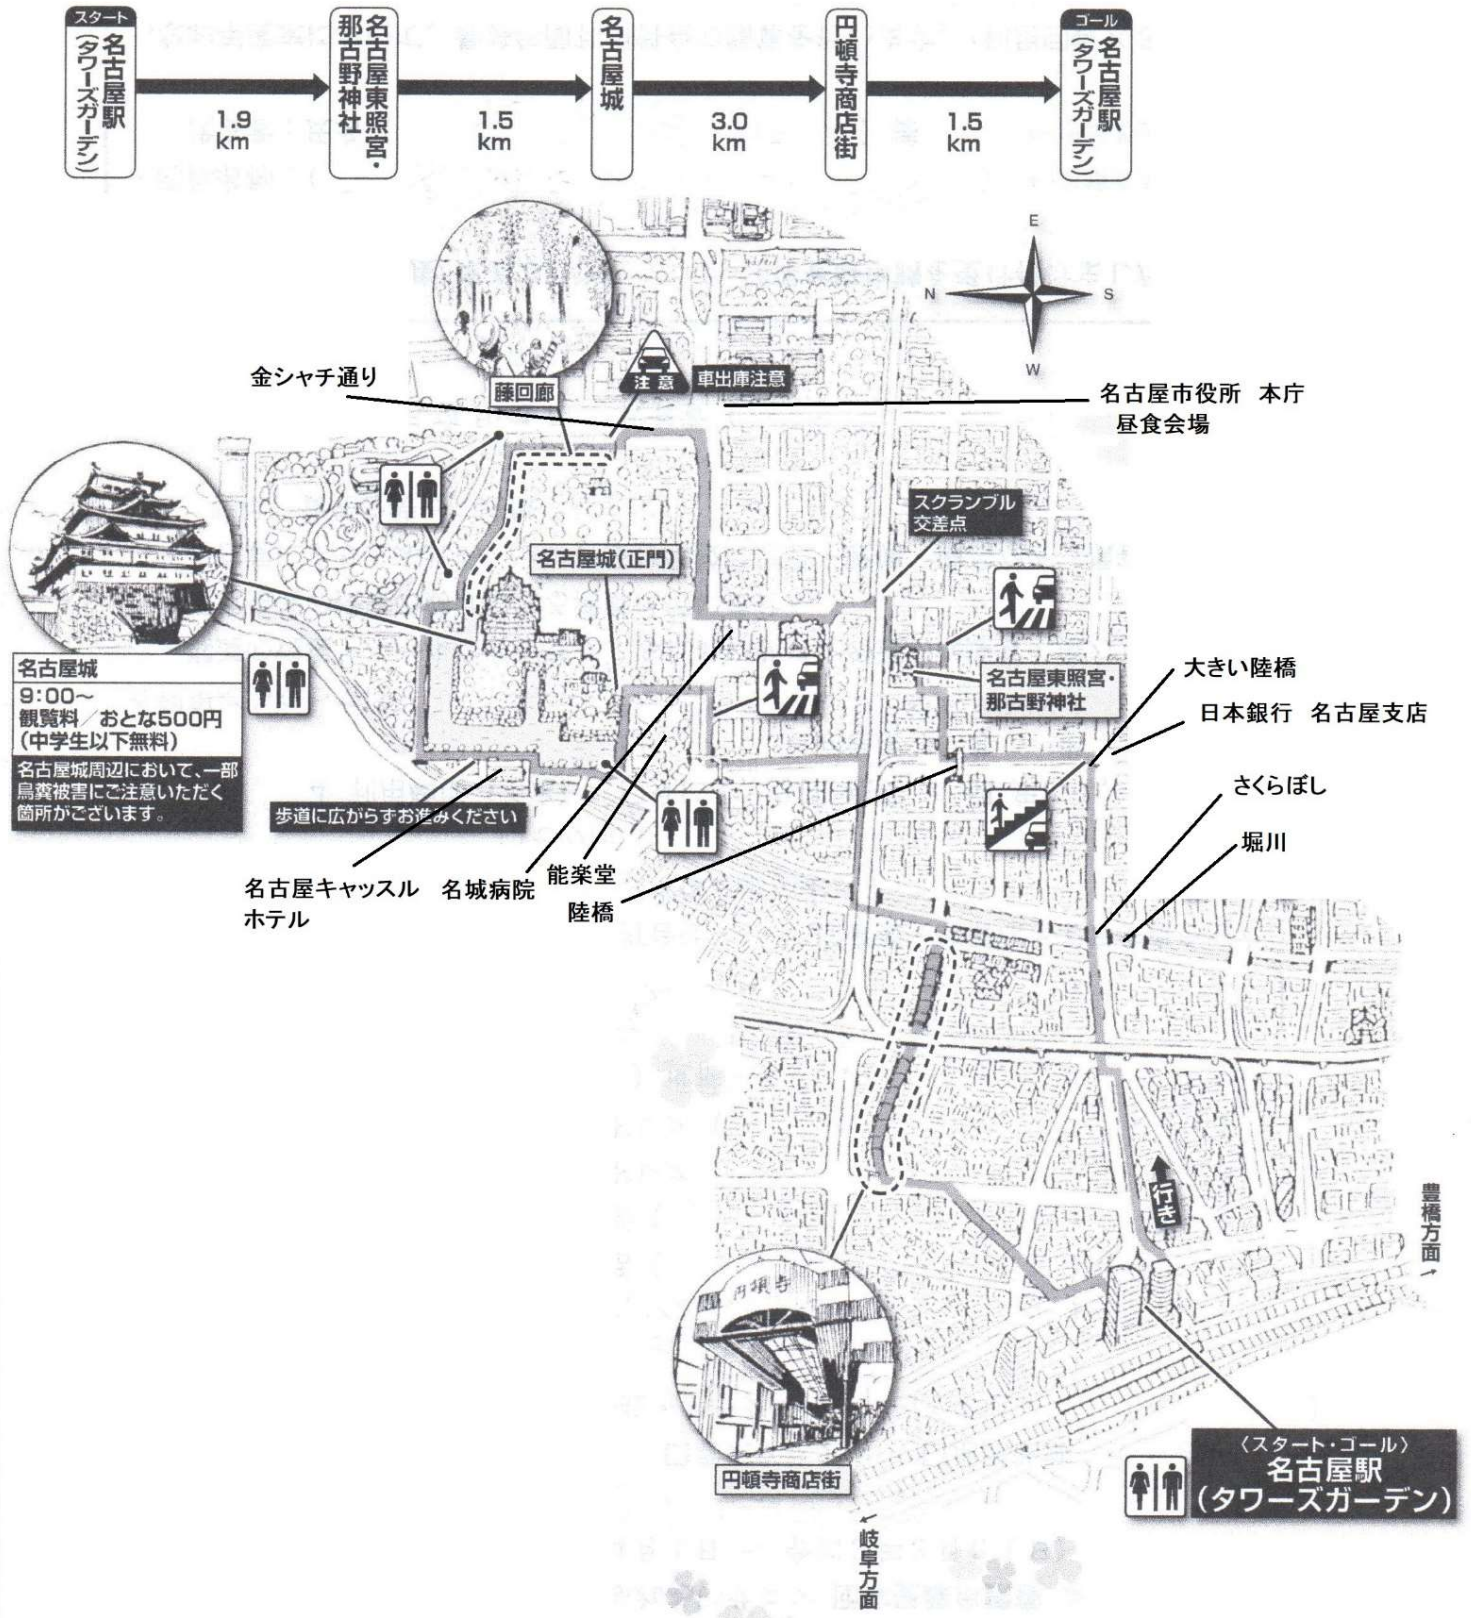 スタート
名古屋駅
(タワーズガーデン)
1.9
km
名古屋東照宮・
那古野神社
1.5
km
名古屋城
3.0
km
円頓寺商店街
1.5
km
ゴール
名古屋駅
(タワーズガーデン)
E
N
S
W
金シャチ通り
藤回廊
注意
車出庫注意
名古屋市役所 本庁
昼食会場
スクランブル
交差点
名古屋城(正門)
名古屋城
9:00〜
観覧料/おとな500円
(中学生以下無料)
名古屋城周辺において、一部
鳥糞被害にご注意いただく
箇所がございます。
歩道に広がらずお進みください
名古屋東照宮・
那古野神社
大きい陸橋
日本銀行 名古屋支店
さくらぼし
堀川
名古屋キャッスル
ホテル
名城病院
能楽堂
陸橋
行き
豊橋方面
円頓寺
円頓寺商店街
〈スタート・ゴール〉
名古屋駅
(タワーズガーデン)
岐阜方面